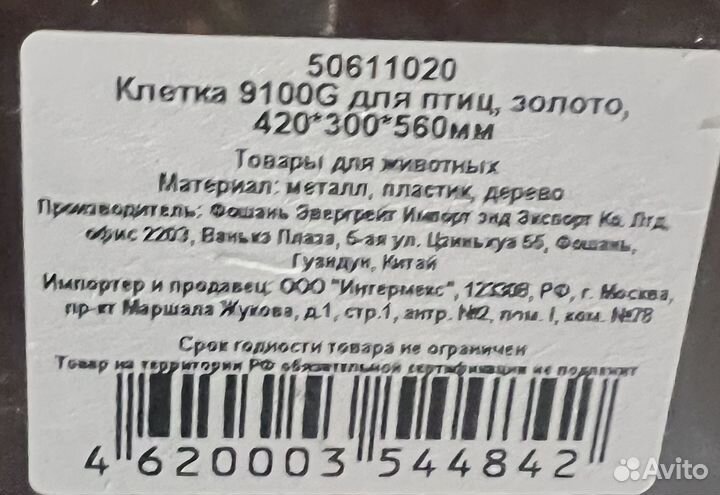 50611020
Клетка 9100G для птиц, золото,
420*300*560мм
Товары для животных
Материал: металл, пластик, дерево
Производитель: Фошань Эвергрейт Импорт энд Экспорт Ко. Лтд,
офис 2203, Ванькэ Плаза, 5-ая ул. Цзиньхуа 55, Фошань,
Гуандун, Китай
Импортер и продавец: ООО "Интермекс", 123308, РФ, г. Москва,
пр-кт Маршала Жукова, д.1, стр.1, антр. №2, пом. I, ком. №78
Срок годности товара не ограничен
Товар на территории РФ обязательной сертификации не подлежит
4 620003 544842
Avito